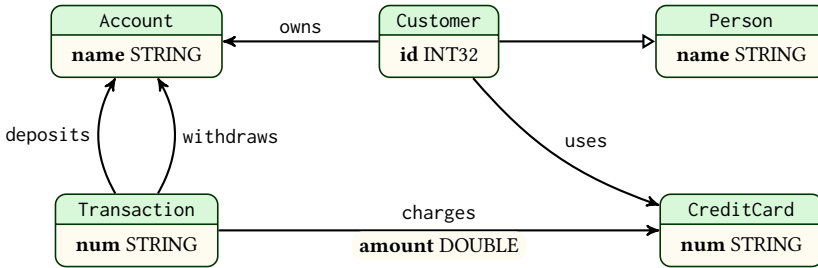 Account
name STRING
owns
Customer
id INT32
Person
name STRING
deposits
withdraws
uses
Transaction
num STRING
charges
amount DOUBLE
CreditCard
num STRING